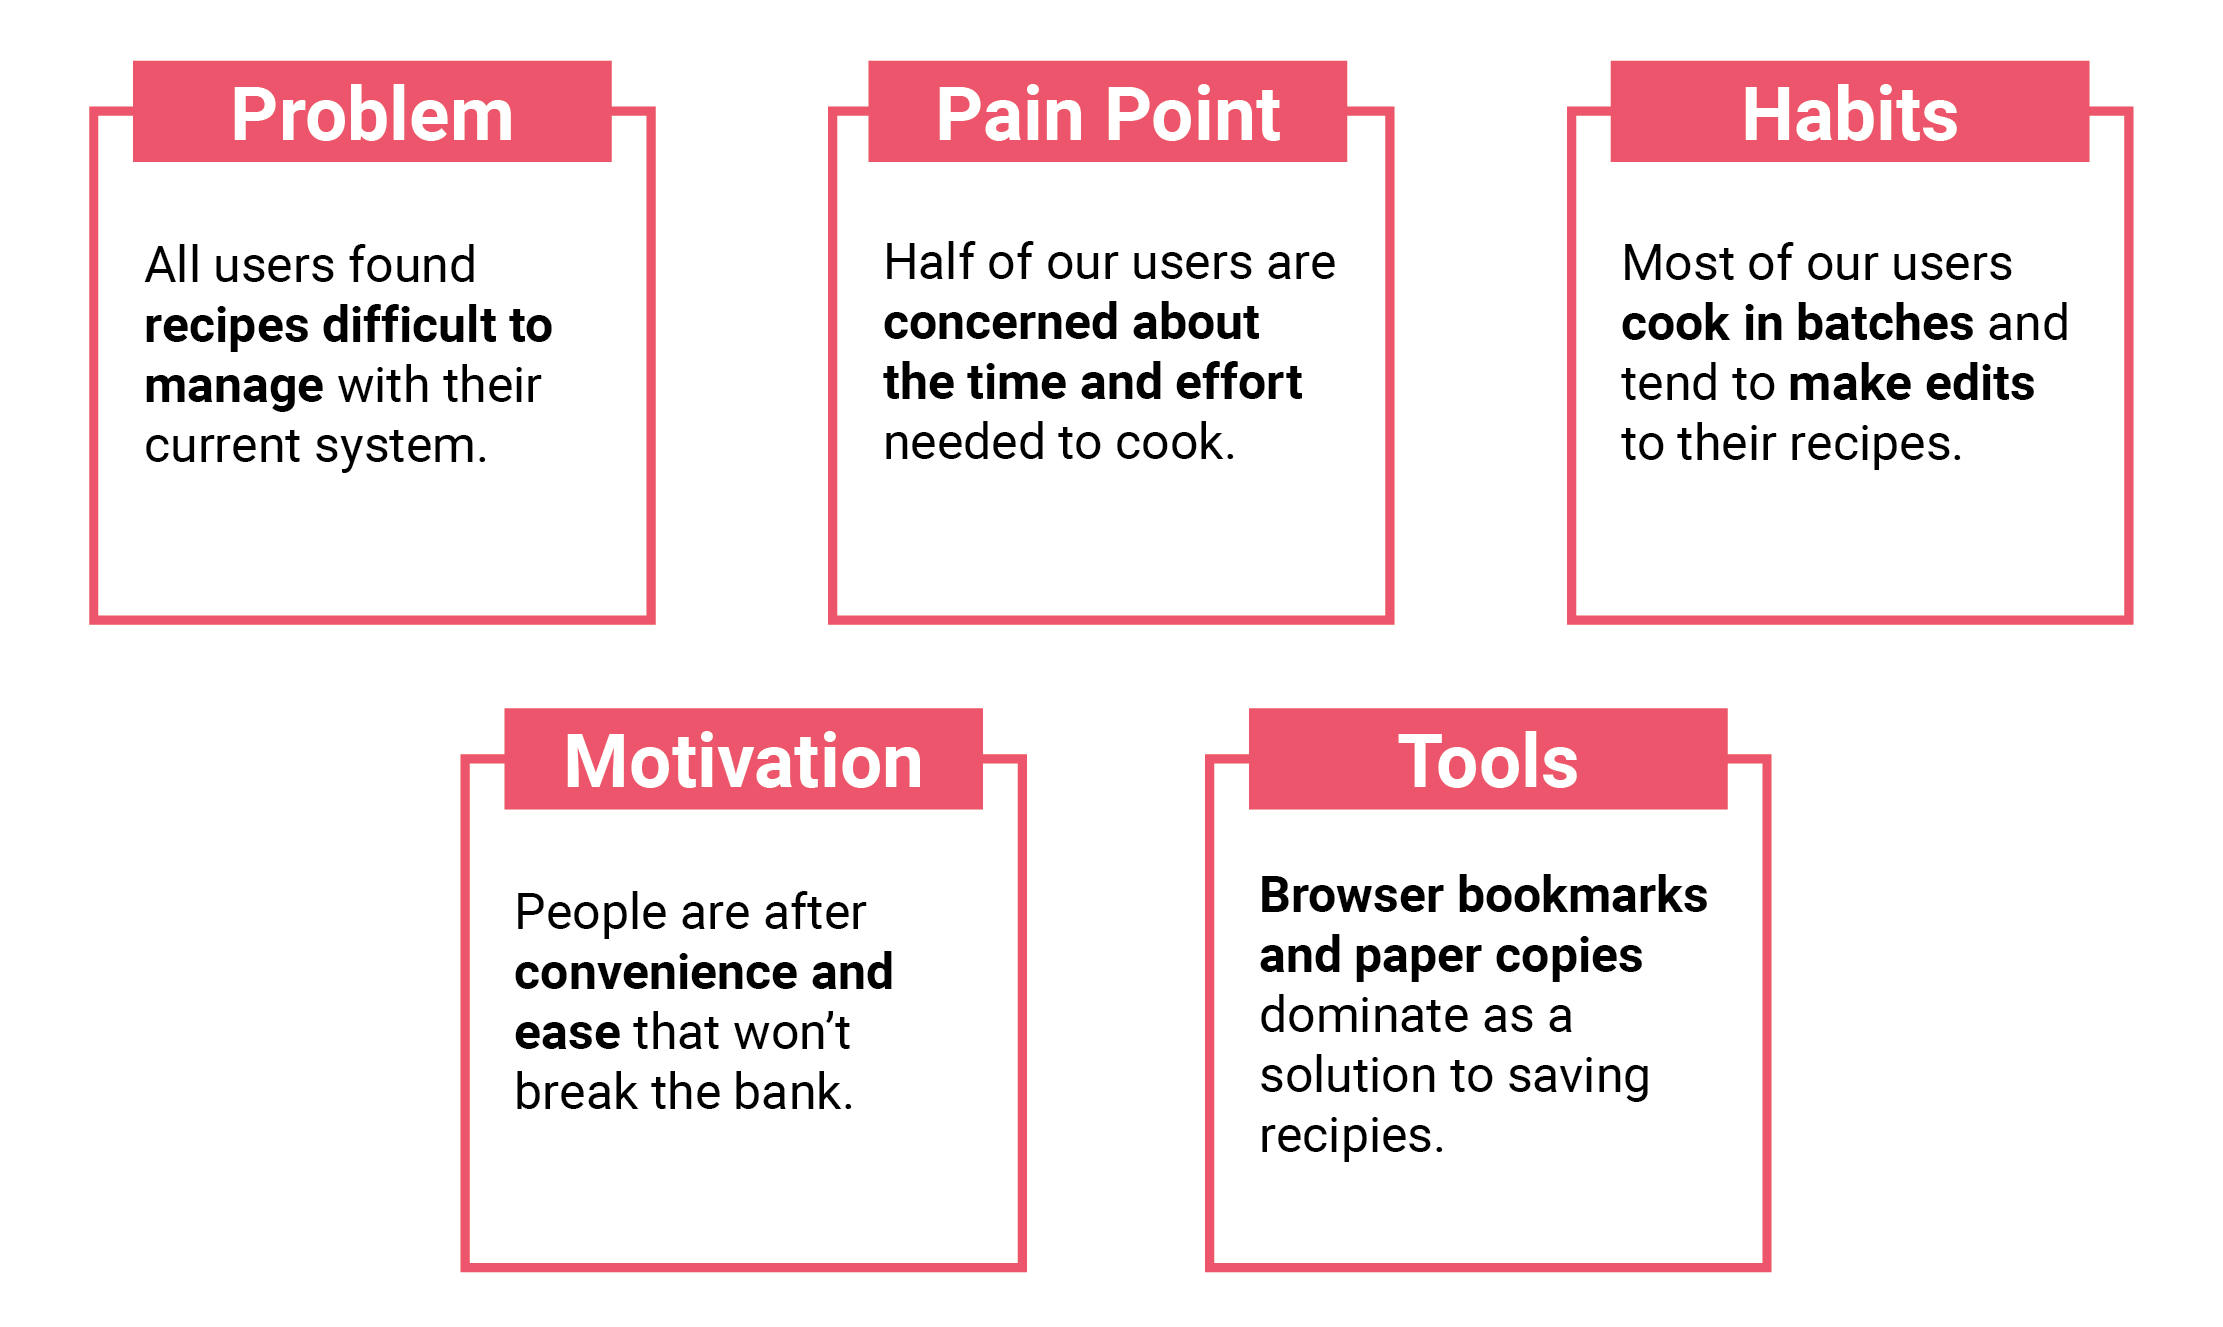 Problem
All users found
recipes difficult to
manage with their
current system.
Pain Point
Half of our users are
concerned about
the time and effort
needed to cook.
Habits
Most of our users
cook in batches and
tend to make edits
to their recipes.
Motivation
People are after
convenience and
ease that won’t
break the bank.
Tools
Browser bookmarks
and paper copies
dominate as a
solution to saving
recipies.